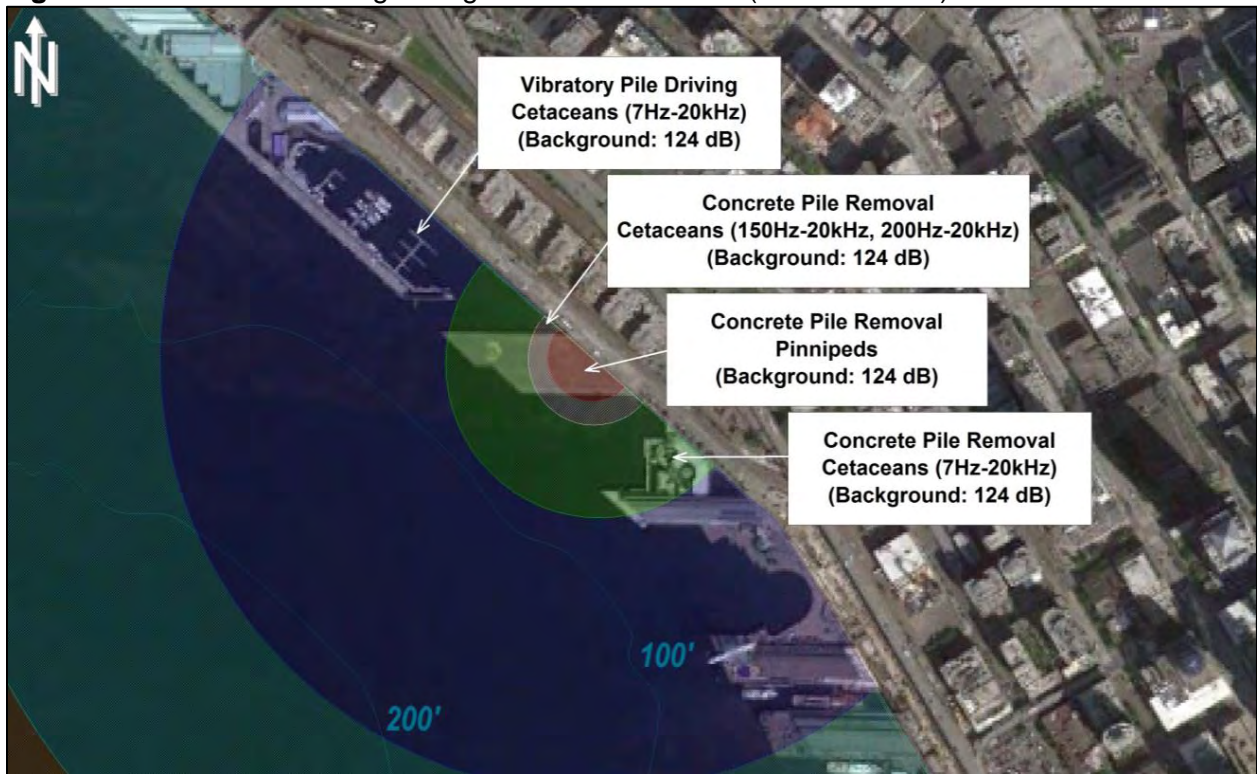 N
Vibratory Pile Driving
Cetaceans (7Hz-20kHz)
(Background: 124 dB)
Concrete Pile Removal
Cetaceans (150Hz-20kHz, 200Hz-20kHz)
(Background: 124 dB)
Concrete Pile Removal
Pinnipeds
(Background: 124 dB)
Concrete Pile Removal
Cetaceans (7Hz-20kHz)
(Background: 124 dB)
100'
200'